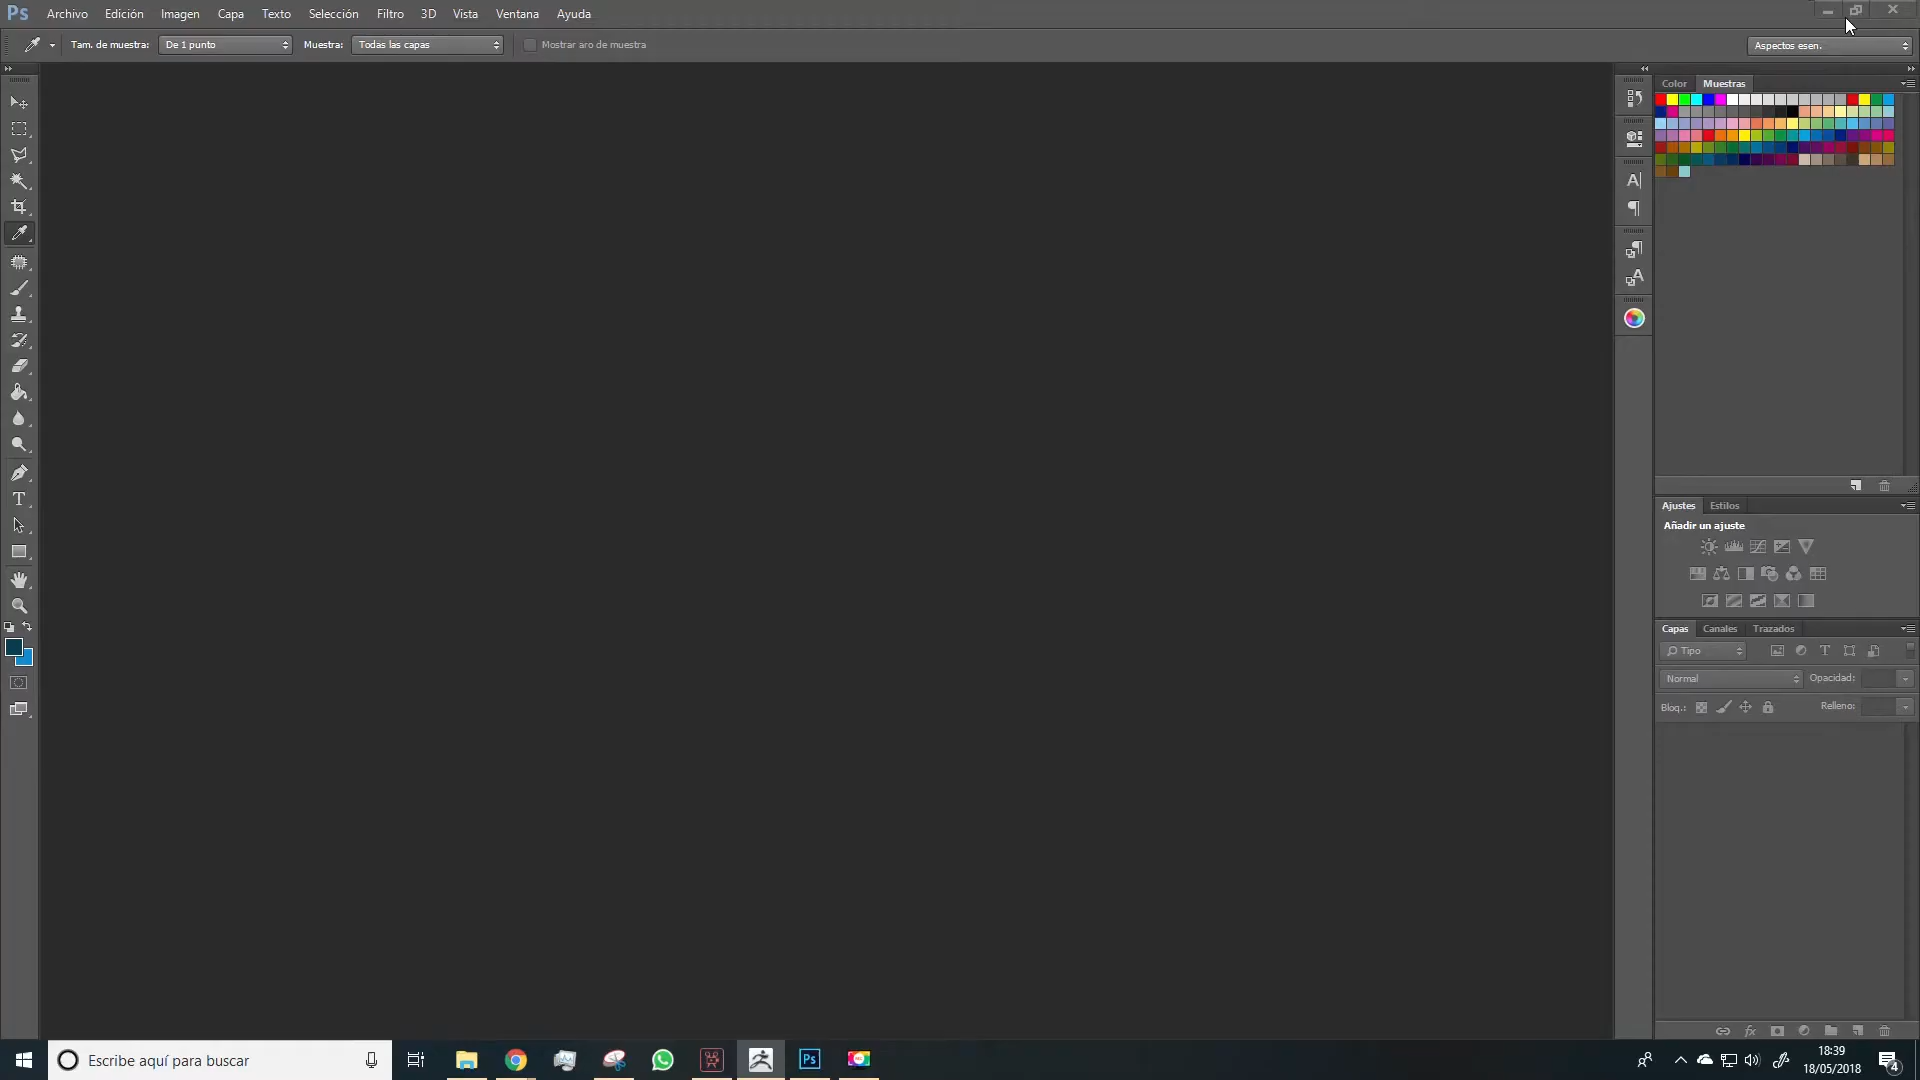 Ps Archivo Edición Imagen Capa Texto Selección Filtro 3D Vista Ventana Ayuda
Tam. de muestra: De 1 punto Muestra: Todas las capas Mostrar aro de muestra Aspectos esen.
Color Muestras
Ajustes Estilos
Añadir un ajuste
Capas Canales Trazados
Tipo
Normal Opacidad:
Bloq.: Relleno:
Escribe aquí para buscar
Ps
18:39
18/05/2018
4